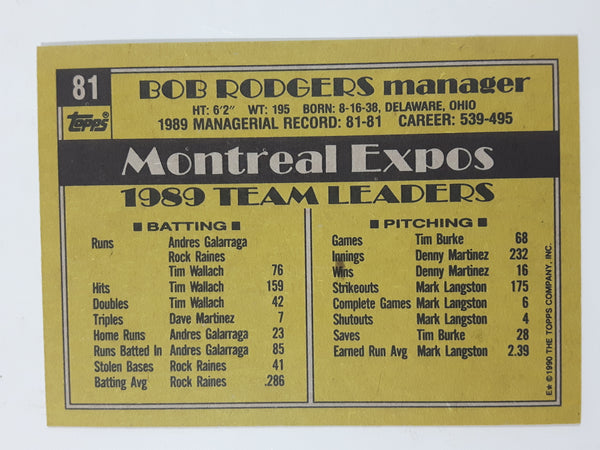 81
Topps
BOB RODGERS manager
HT: 6'2" WT: 195 BORN: 8-16-38, DELAWARE, OHIO
1989 MANAGERIAL RECORD: 81-81 CAREER: 539-495
Montreal Expos
1989 TEAM LEADERS
BATTING
Runs Andres Galarraga
Rock Raines
Tim Wallach 76
Hits Tim Wallach 159
Doubles Tim Wallach 42
Triples Dave Martinez 7
Home Runs Andres Galarraga 23
Runs Batted In Andres Galarraga 85
Stolen Bases Rock Raines 41
Batting Avg Rock Raines .286
PITCHING
Games Tim Burke 68
Innings Denny Martinez 232
Wins Denny Martinez 16
Strikeouts Mark Langston 175
Complete Games Mark Langston 6
Shutouts Mark Langston 4
Saves Tim Burke 28
Earned Run Avg Mark Langston 2.39
E★ © 1990 THE TOPPS COMPANY, INC.